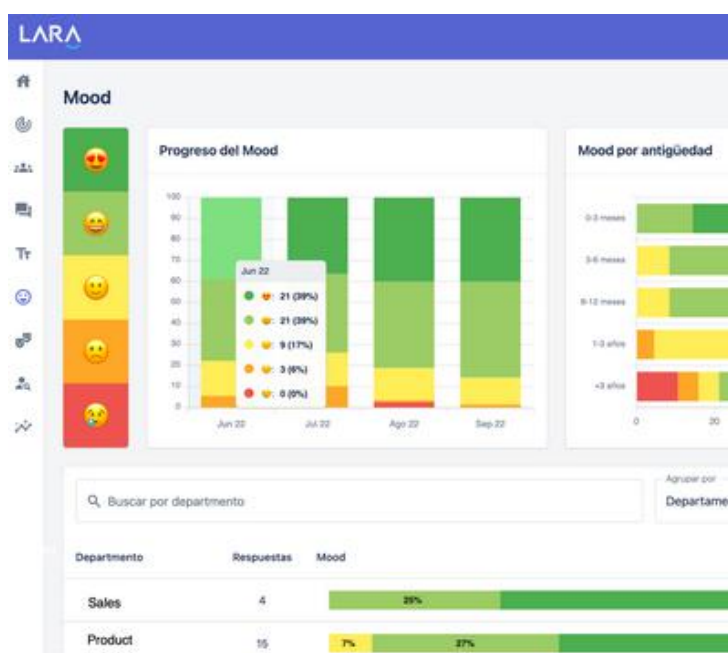 LARA
Mood
Progreso del Mood
Mood por antigüedad
100
90
80
70
60
50
40
30
20
10
0
Jun 22
21 (39%)
21 (39%)
9 (17%)
3 (6%)
0 (0%)
Jun 22
Jul 22
Ago 22
Sep 22
0-3 meses
3-6 meses
6-12 meses
1-3 años
+3 años
0
20
Buscar por departmento
Agrupar por
Departame
Departmento Respuestas Mood
Sales 4 25%
Product 15 7% 27%